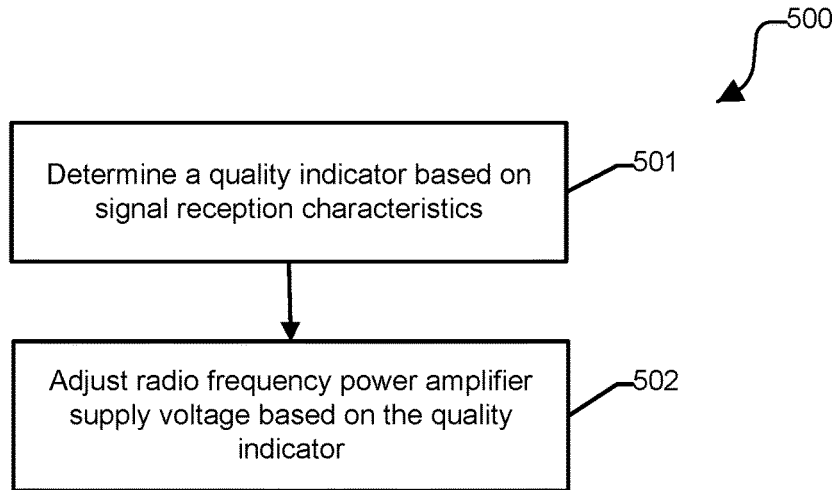 500
Determine a quality indicator based on
signal reception characteristics
501
Adjust radio frequency power amplifier
supply voltage based on the quality
indicator
502